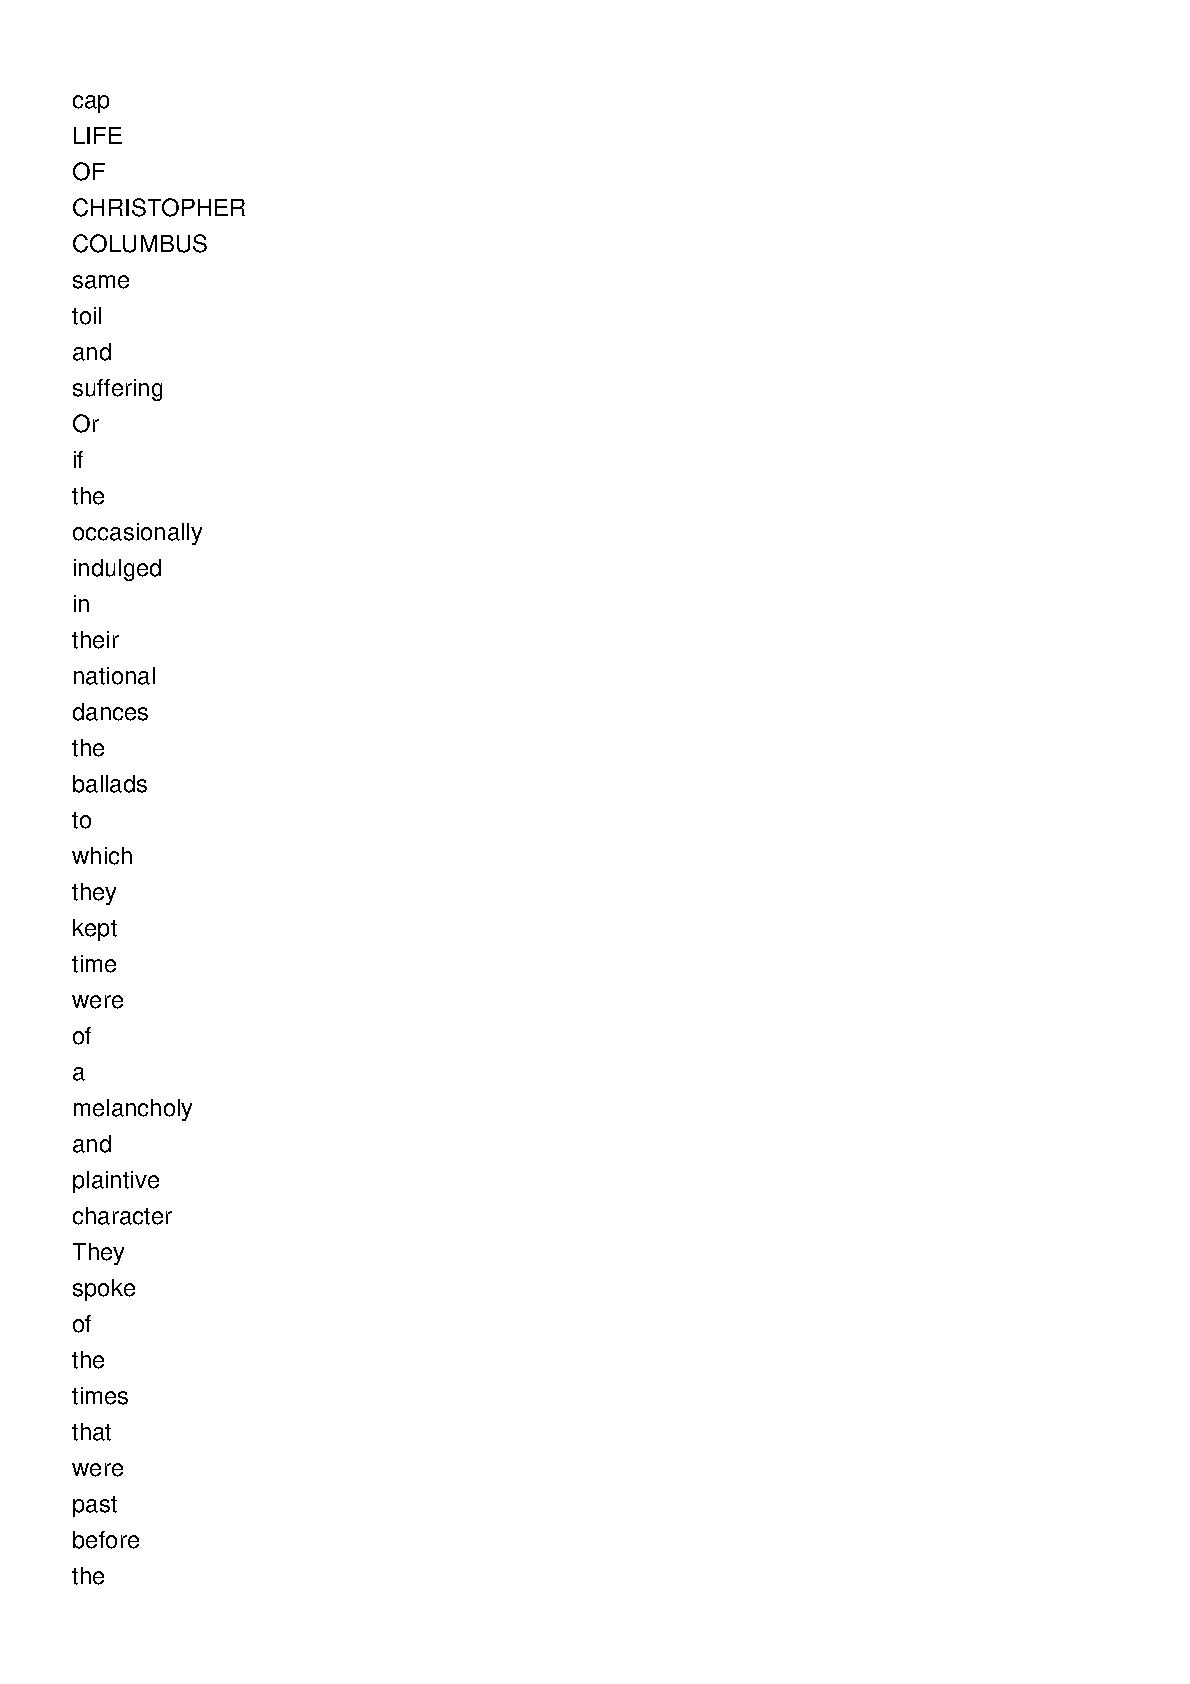 cap
LIFE
OF
CHRISTOPHER
COLUMBUS
same
toil
and
suffering
Or
if
the
occasionally
indulged
in
their
national
dances
the
ballads
to
which
they
kept
time
were
of
a
melancholy
and
plaintive
character
They
spoke
of
the
times
that
were
past
before
the